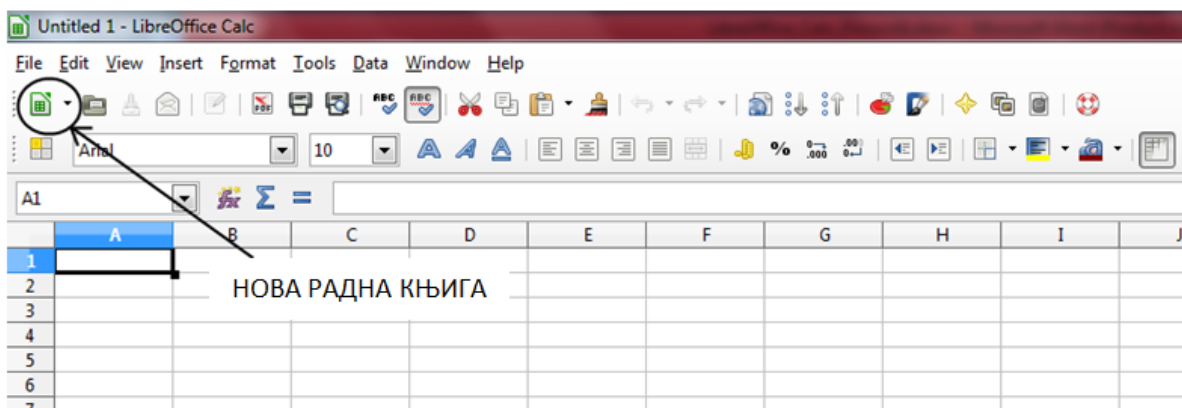 Untitled 1 - LibreOffice Calc
File Edit View Insert Format Tools Data Window Help
Arial 10
A1
A B C D E F G H I J
1
2 НОВА РАДНА КЊИГА
3
4
5
6
7